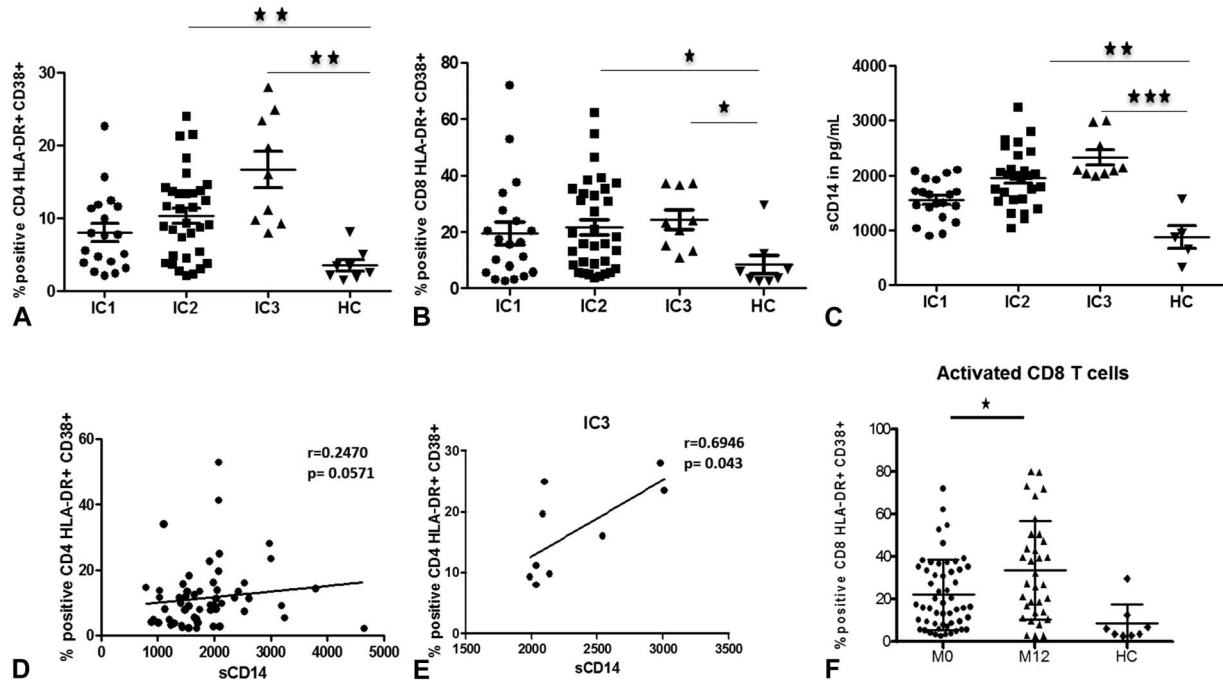 % positive CD4 HLA-DR+ CD38+
30
20
10
0
IC1 IC2 IC3 HC
A
% positive CD8 HLA-DR+ CD38+
80
60
40
20
0
IC1 IC2 IC3 HC
B
sCD14 in pg/mL
4000
3000
2000
1000
0
IC1 IC2 IC3 HC
C
% positive CD4 HLA-DR+ CD38+
60
40
20
0
r=0.2470
p= 0.0571
0 1000 2000 3000 4000 5000
sCD14
D
IC3
% positive CD4 HLA-DR+ CD38+
30
20
10
0
r=0.6946
p= 0.043
1500 2000 2500 3000 3500
sCD14
E
Activated CD8 T cells
% positive CD8 HLA-DR+ CD38+
100
80
60
40
20
0
M0 M12 HC
F